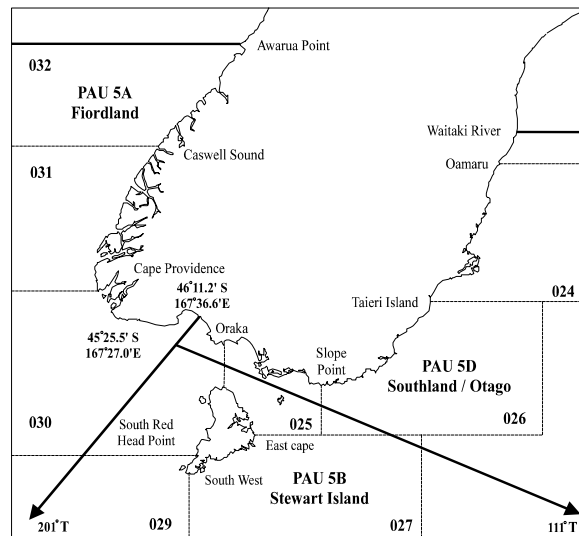 Awarua Point
032
PAU 5A
Fiordland
Waitaki River
Caswell Sound
Oamaru
031
Cape Providence
46°11.2' S
167°36.6'E
024
Taieri Island
45°25.5' S
167°27.0'E
Oraka
Slope
Point
PAU 5D
Southland / Otago
030
South Red
Head Point
025
026
East cape
South West
PAU 5B
Stewart Island
201°T
029
027
111°T